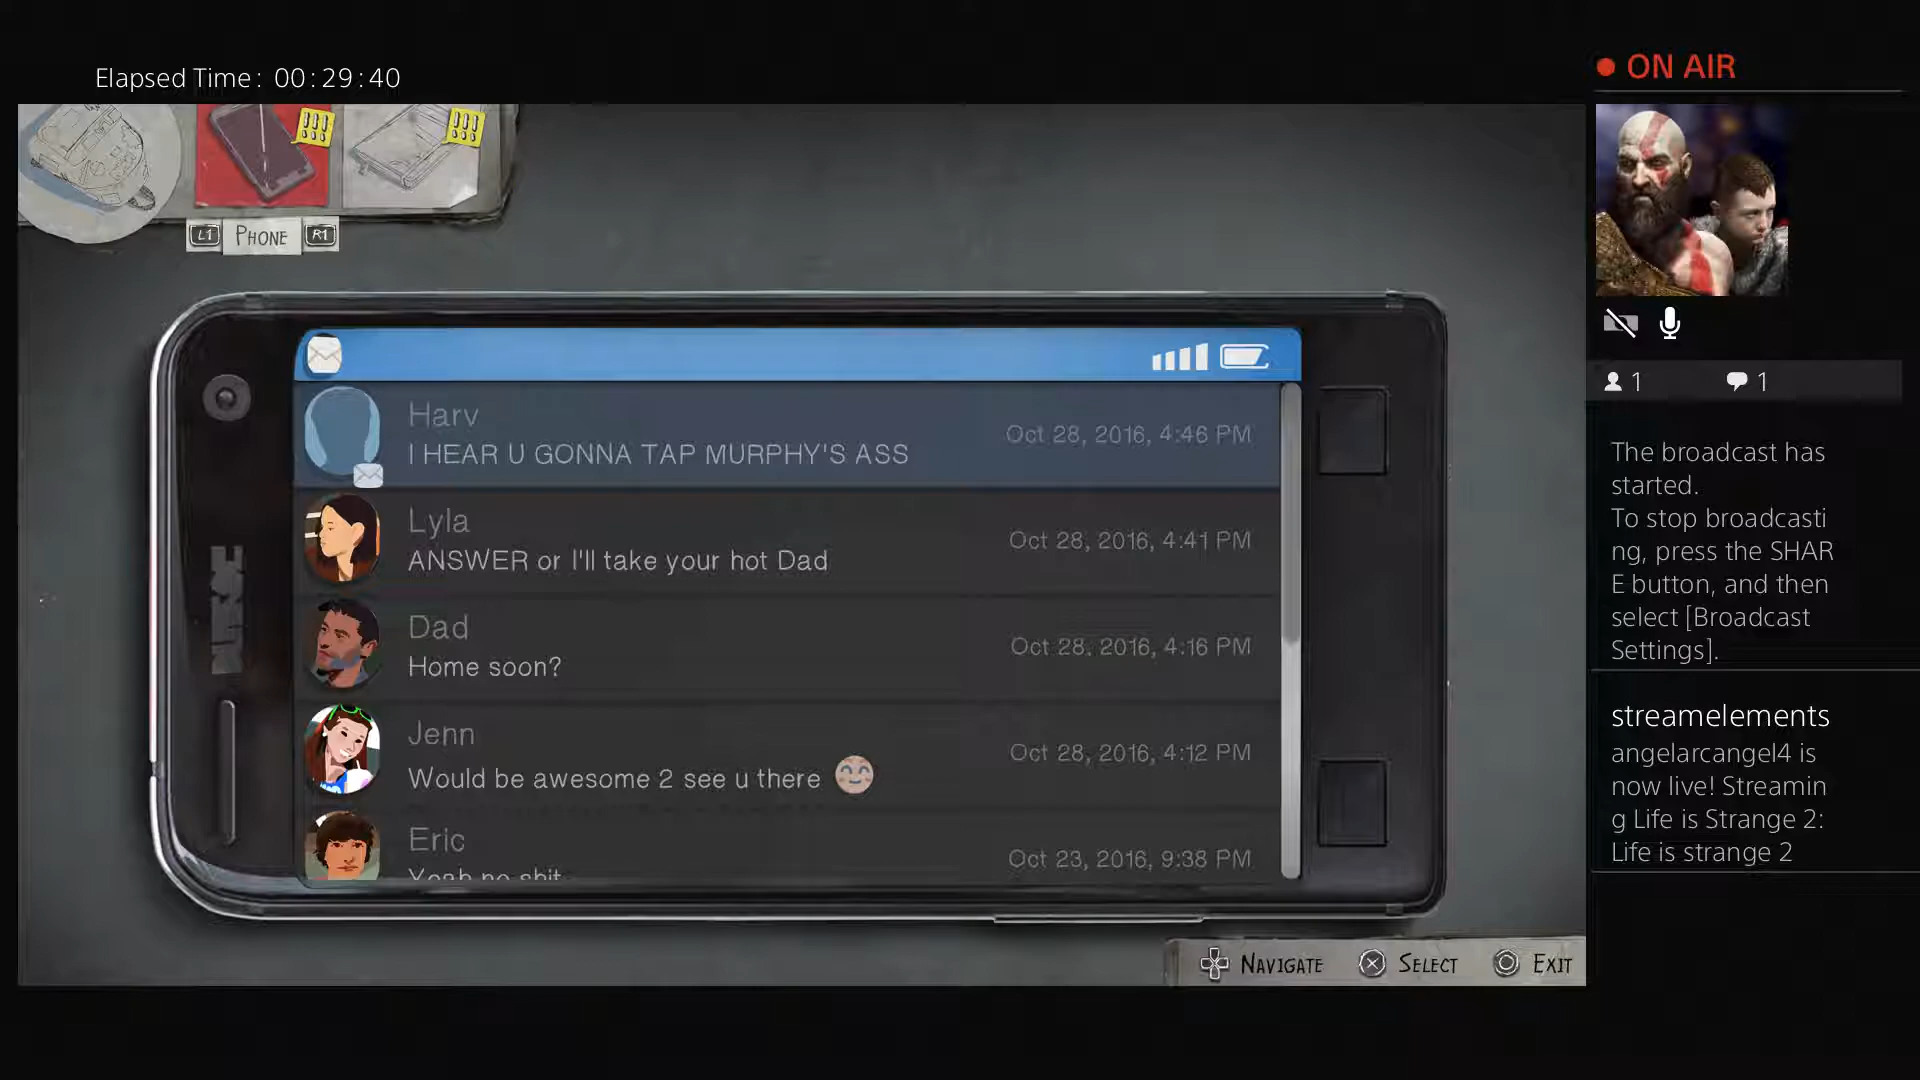 Elapsed Time: 00:29:40
ON AIR
L1 PHONE R1
1 1
Harv
I HEAR U GONNA TAP MURPHY'S ASS
Oct 28, 2016, 4:46 PM
Lyla
ANSWER or I'll take your hot Dad
Oct 28, 2016, 4:41 PM
Dad
Home soon?
Oct 28, 2016, 4:16 PM
Jenn
Would be awesome 2 see u there 😊
Oct 28, 2016, 4:12 PM
Eric
Yeah no shit
Oct 23, 2016, 9:38 PM
NAVIGATE SELECT EXIT
The broadcast has
started.
To stop broadcasti
ng, press the SHAR
E button, and then
select [Broadcast
Settings].
streamelements
angelarcangel4 is
now live! Streamin
g Life is Strange 2:
Life is strange 2